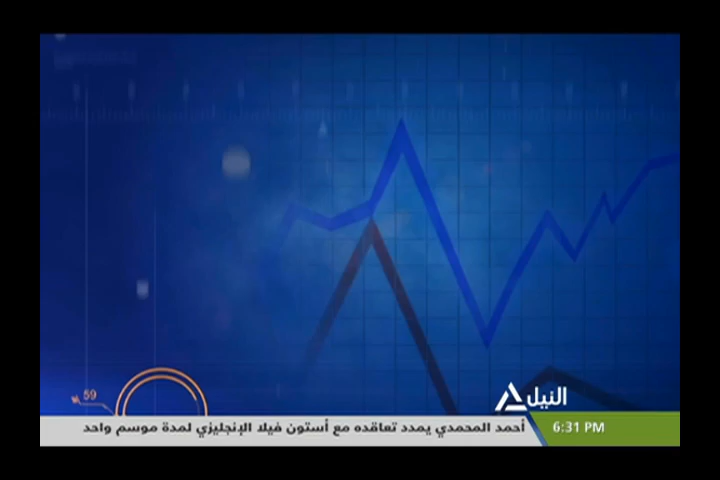 59
النيل
أحمد المحمدي يمدد تعاقده مع أستون فيلا الإنجليزي لمدة موسم واحد
6:31 PM